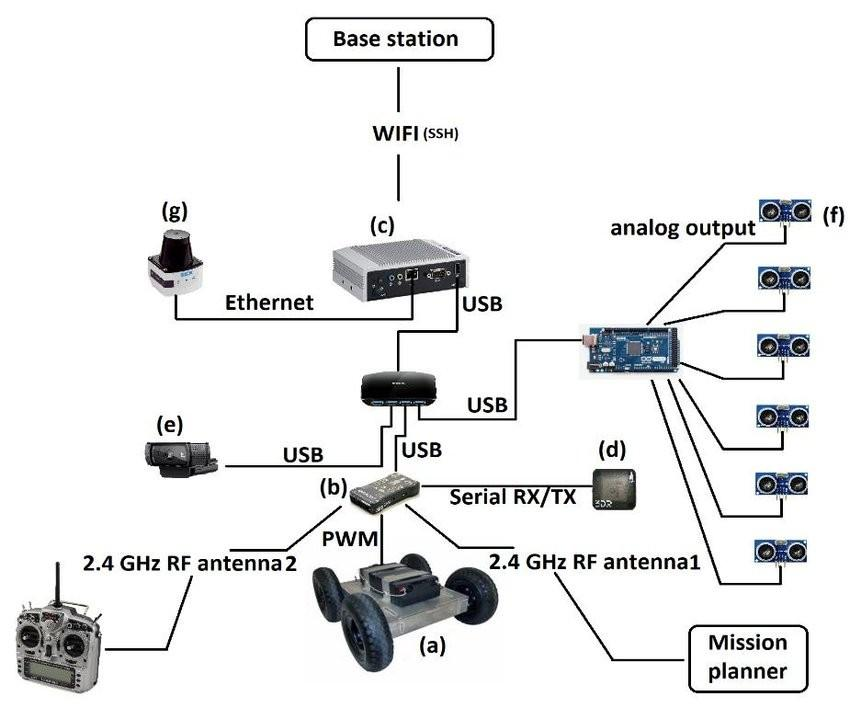 Base station
WIFI (SSH)
(g)
(c)
(f)
analog output
Ethernet
USB
USB
(e)
USB
USB
(d)
(b)
Serial RX/TX
3DR
PWM
2.4 GHz RF antenna2
2.4 GHz RF antenna1
(a)
Mission
planner